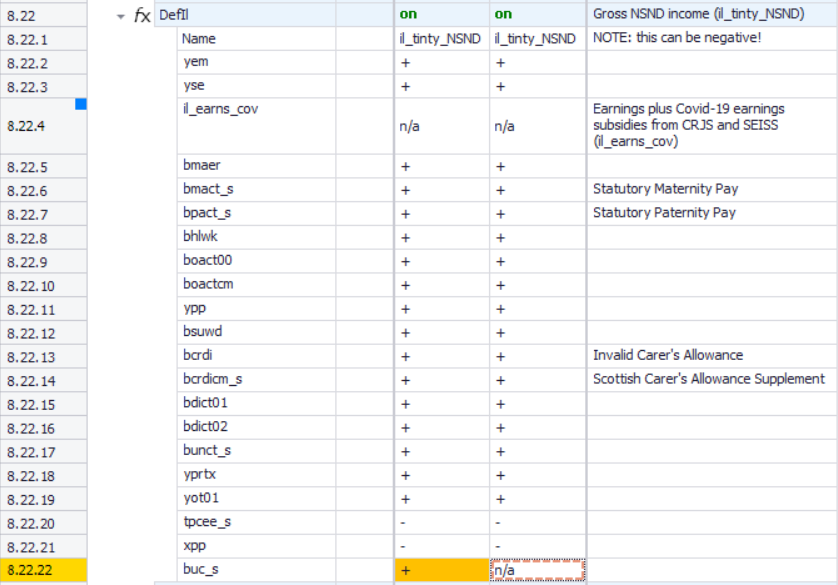 8.22 fx DefIl on on Gross NSND income (il_tinty_NSND)
8.22.1 Name il_tinty_NSND il_tinty_NSND NOTE: this can be negative!
8.22.2 yem + +
8.22.3 yse + +
8.22.4 il_earns_cov n/a n/a Earnings plus Covid-19 earnings
subsidies from CRJS and SEISS
(il_earns_cov)
8.22.5 bmaer + +
8.22.6 bmact_s + + Statutory Maternity Pay
8.22.7 bpact_s + + Statutory Paternity Pay
8.22.8 bhlwk + +
8.22.9 boact00 + +
8.22.10 boactcm + +
8.22.11 ypp + +
8.22.12 bsuwd + +
8.22.13 bcrdi + + Invalid Carer's Allowance
8.22.14 bcrdicm_s + + Scottish Carer's Allowance Supplement
8.22.15 bdict01 + +
8.22.16 bdict02 + +
8.22.17 bunct_s + +
8.22.18 yprtx + +
8.22.19 yot01 + +
8.22.20 tpcee_s - -
8.22.21 xpp - -
8.22.22 buc_s + n/a